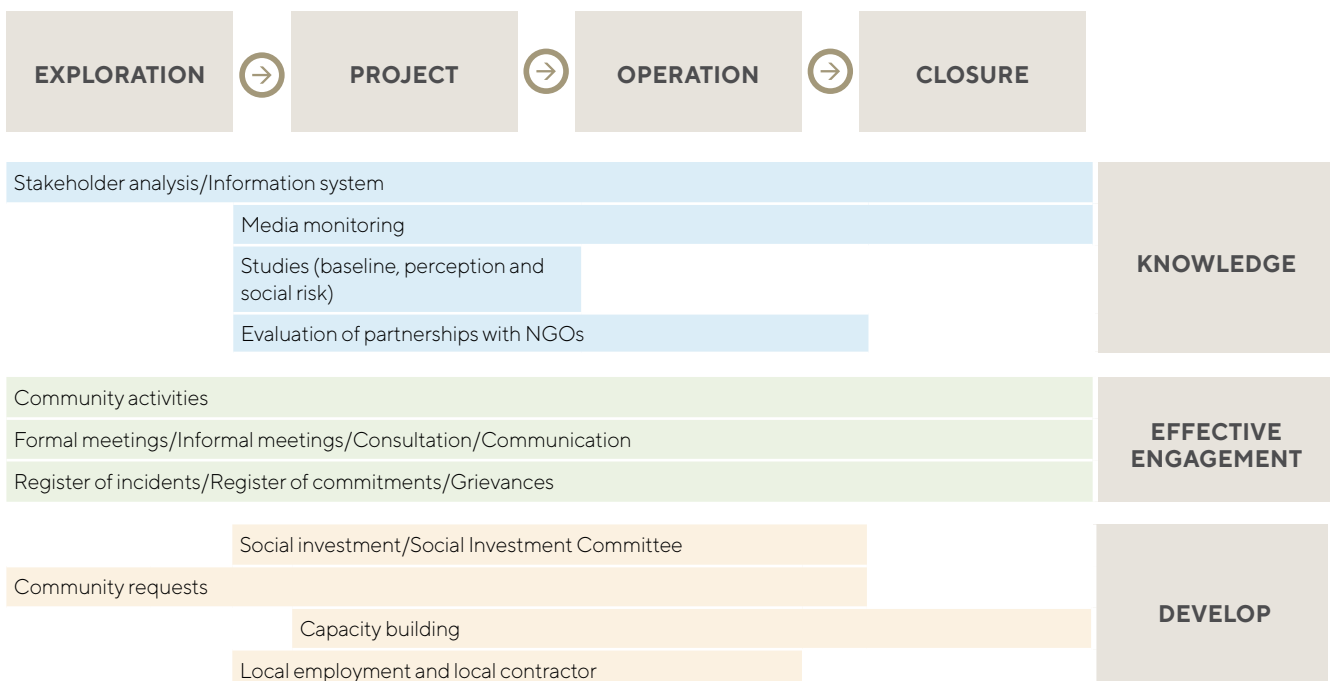 EXPLORATION
PROJECT
OPERATION
CLOSURE
Stakeholder analysis/Information system
Media monitoring
Studies (baseline, perception and
social risk)
Evaluation of partnerships with NGOs
KNOWLEDGE
Community activities
Formal meetings/Informal meetings/Consultation/Communication
Register of incidents/Register of commitments/Grievances
EFFECTIVE
ENGAGEMENT
Social investment/Social Investment Committee
Community requests
Capacity building
Local employment and local contractor
DEVELOP